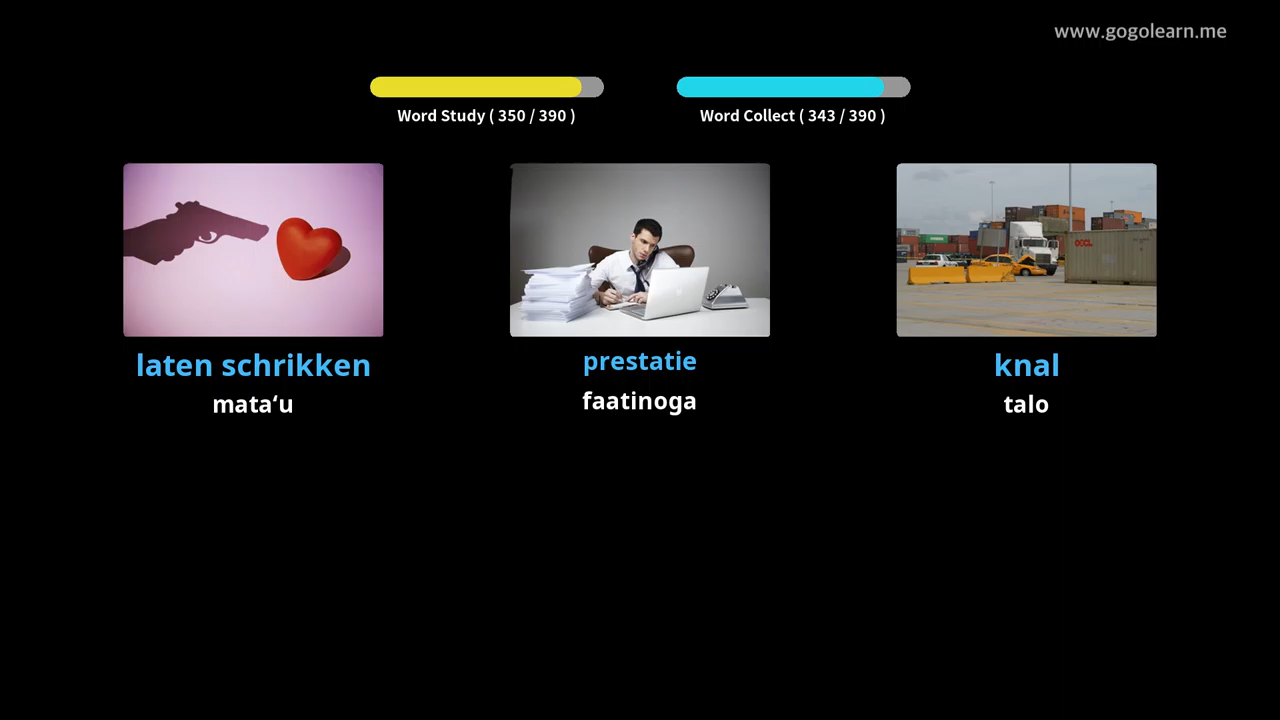 www.gogolearn.me
Word Study ( 350 / 390 )
Word Collect ( 343 / 390 )
laten schrikken
prestatie
knal
mataʻu
faatinoga
talo